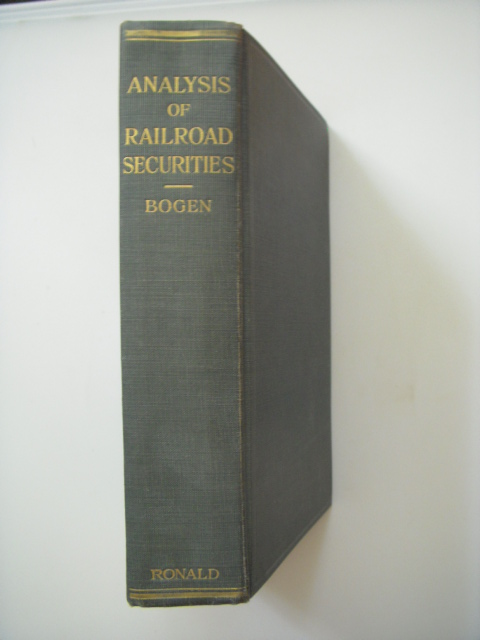 ANALYSIS
OF
RAILROAD
SECURITIES
BOGEN
RONALD